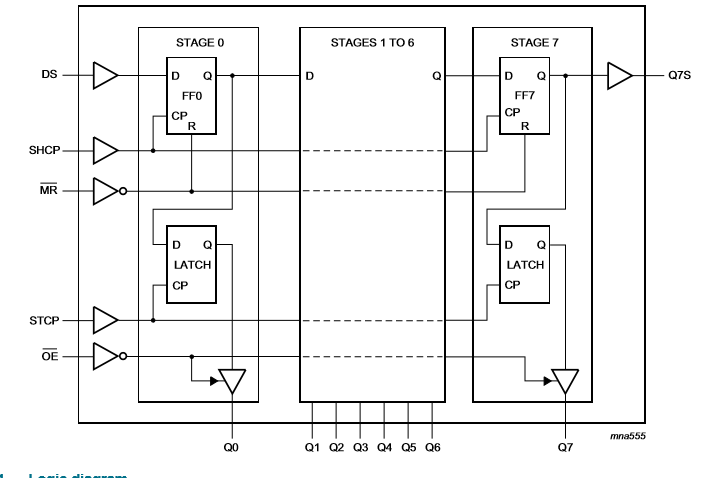 STAGE 0
STAGES 1 TO 6
STAGE 7
DS
D Q
FF0
CP
R
D Q
D Q
FF7
CP
R
Q7S
SHCP
MR
D Q
LATCH
CP
D Q
LATCH
CP
STCP
OE
Q0
Q1 Q2 Q3 Q4 Q5 Q6
Q7
mna555
Logic diagram